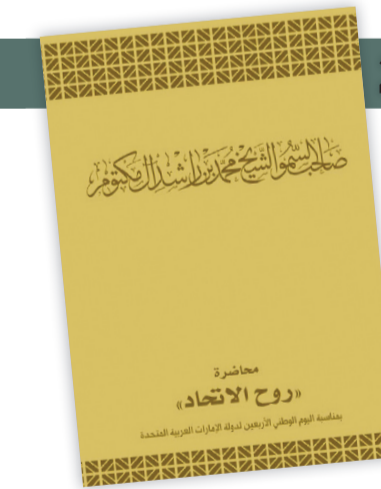 صاحب السمو الشيخ محمد بن راشد آل مكتوم
محاضرة
«روح الاتحاد»
بمناسبة اليوم الوطني الأربعين لدولة الإمارات العربية المتحدة